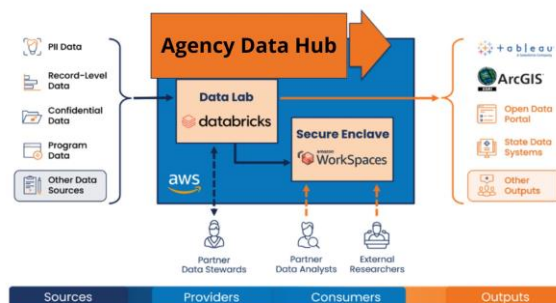 Agency Data Hub
PII Data
Record-Level
Data
Confidential
Data
Program
Data
Other Data
Sources
Data Lab
databricks
Secure Enclave
amazon
WorkSpaces
aws
+ableau
ArcGIS
Open Data
Portal
State Data
Systems
Other
Outputs
Partner
Data Stewards
Partner
Data Analysts
External
Researchers
Sources
Providers
Consumers
Outputs